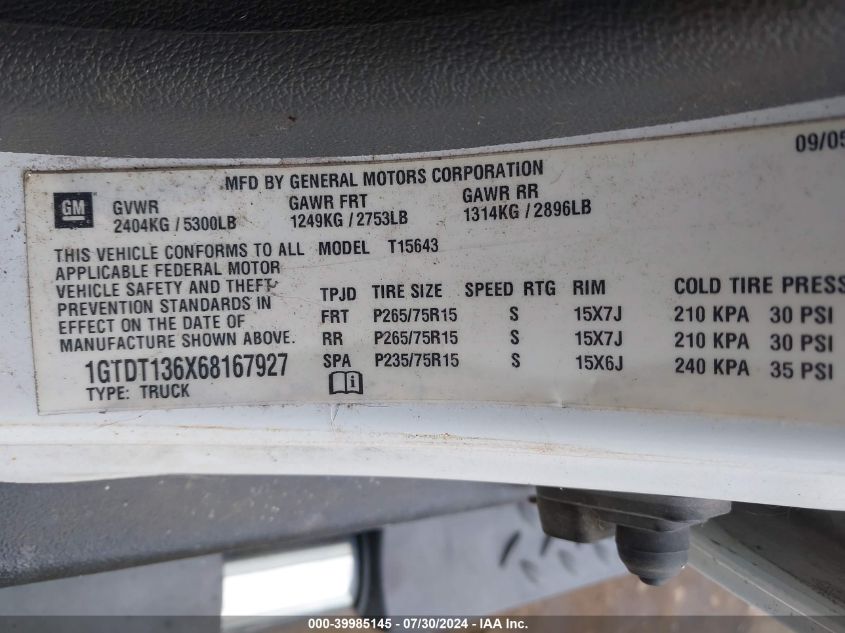 09/05
MFD BY GENERAL MOTORS CORPORATION
GM
GVWR GAWR FRT GAWR RR
2404KG / 5300LB 1249KG / 2753LB 1314KG / 2896LB
THIS VEHICLE CONFORMS TO ALL MODEL T15643
APPLICABLE FEDERAL MOTOR
VEHICLE SAFETY AND THEFT
PREVENTION STANDARDS IN
EFFECT ON THE DATE OF
MANUFACTURE SHOWN ABOVE.
TPJD TIRE SIZE SPEED RTG RIM COLD TIRE PRESS
FRT P265/75R15 S 15X7J 210 KPA 30 PSI
RR P265/75R15 S 15X7J 210 KPA 30 PSI
SPA P235/75R15 S 15X6J 240 KPA 35 PSI
1GTDT136X68167927
TYPE: TRUCK
000-39985145 - 07/30/2024 - IAA Inc.